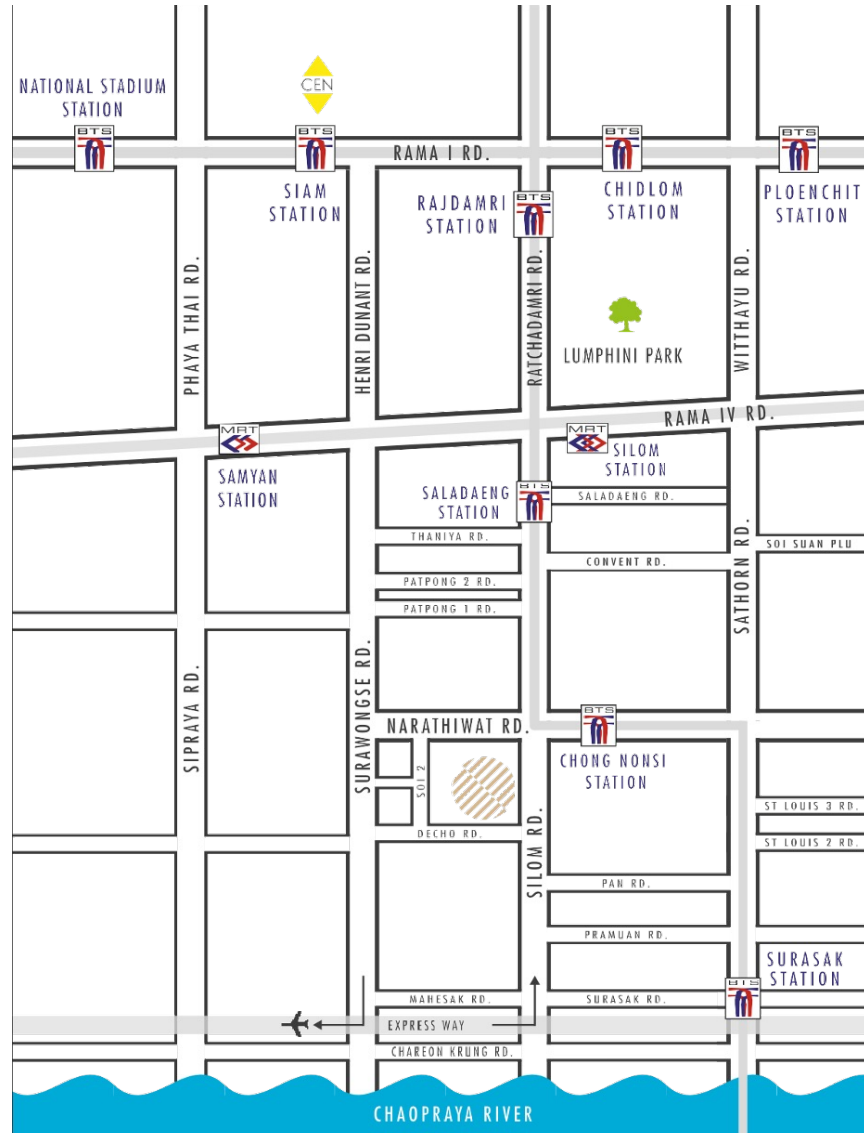 CEN
NATIONAL STADIUM
STATION
BTS
BTS
BTS
BTS
RAMA I RD.
SIAM
STATION
RAJDAMRI
STATION
BTS
CHIDLOM
STATION
PLOENCHIT
STATION
PHAYA THAI RD.
HENRI DUNANT RD.
RATCHADAMRI RD.
WITTHAYU RD.
LUMPHINI PARK
RAMA IV RD.
MRT
SAMYAN
STATION
MRT
SILOM
STATION
SALADAENG
STATION
BTS
SALADAENG RD.
THANIYA RD.
SOI SUAN PLU
CONVENT RD.
PATPONG 2 RD.
PATPONG 1 RD.
SATHORN RD.
SIPRAYA RD.
SURAWONGSE RD.
NARATHIWAT RD.
BTS
CHONG NONSI
STATION
SOI 2
DECHO RD.
SILOM RD.
ST LOUIS 3 RD.
ST LOUIS 2 RD.
PAN RD.
PRAMUAN RD.
SURASAK
STATION
BTS
MAHESAK RD.
SURASAK RD.
EXPRESS WAY
CHAREON KRUNG RD.
CHAOPRAYA RIVER